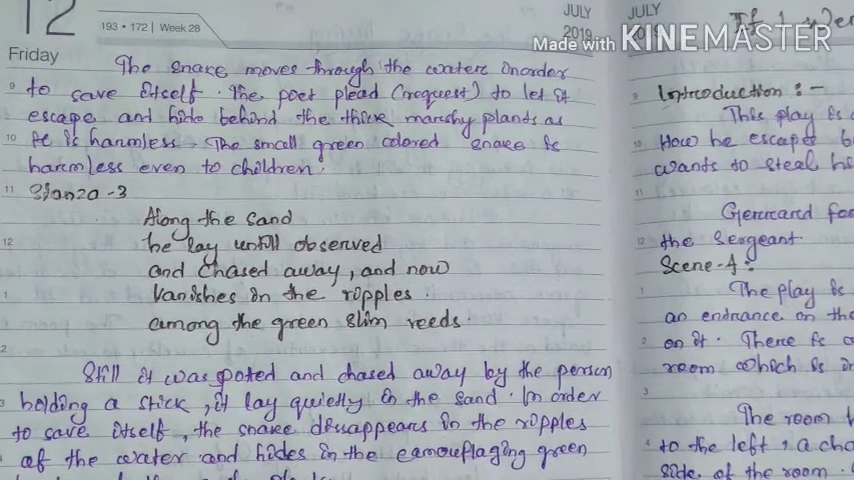 12
193 • 172 | Week 28
JULY
2019
Friday
The snake moves through the water inorder
9 to save itself. The poet plead (request) to let it
escape and hide behind the thick marshy plants as
10 it is harmless. The small green colored snake is
harmless even to children.
11 Stanza-3
Along the sand
12 he lay untill observed
and chased away, and now
1 Vanishes in the ripples.
among the green slim reeds.
2
Still it was spoted and chased away by the person
3 holding a stick, it lay quietly in the sand. In order
to save itself, the snake dissappears in the ripples
4 of the water and hides in the camouflaging green
JULY
If I
Made with KINEMASTER
9 Introduction :-
This play is
10 How he escaped
wants to steal
11
Gerrard
12 the Sergeant.
Scene-1:
1 The play is
an entrance on the
2 on it. There is
room which is
3
The room
4 to the left, a
side of the room.